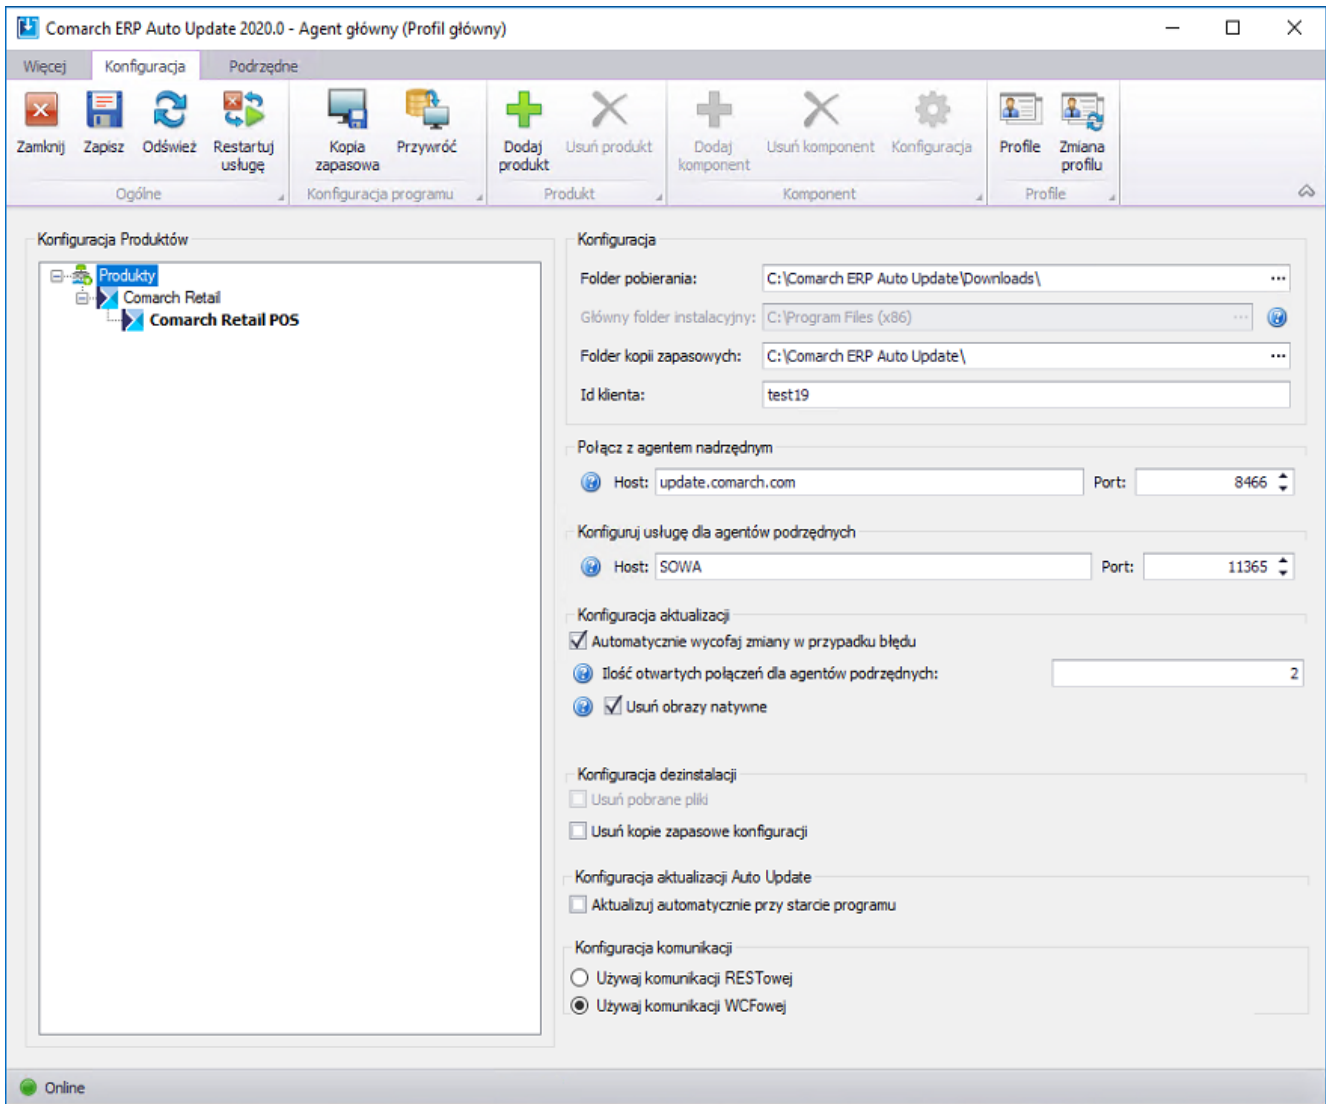 Comarch ERP Auto Update 2020.0 - Agent główny (Profil główny)
Więcej Konfiguracja Podrzędne
Zamknij Zapisz Odśwież Restartuj usługę Kopia zapasowa Przywróć Dodaj produkt Usuń produkt Dodaj komponent Usuń komponent Konfiguracja Profile Zmiana profilu
Ogólne Konfiguracja programu Produkt Komponent Profile
Konfiguracja Produktów
Produkty
Comarch Retail
Comarch Retail POS
Konfiguracja
Folder pobierania: C:\Comarch ERP Auto Update\Downloads\ ...
Główny folder instalacyjny: C:\Program Files (x86) ...
Folder kopii zapasowych: C:\Comarch ERP Auto Update\ ...
Id klienta: test19
Połącz z agentem nadrzędnym
Host: update.comarch.com Port: 8466
Konfiguruj usługę dla agentów podrzędnych
Host: SOWA Port: 11365
Konfiguracja aktualizacji
Automatycznie wycofaj zmiany w przypadku błędu
Ilość otwartych połączeń dla agentów podrzędnych: 2
Usuń obrazy natywne
Konfiguracja dezinstalacji
Usuń pobrane pliki
Usuń kopie zapasowe konfiguracji
Konfiguracja aktualizacji Auto Update
Aktualizuj automatycznie przy starcie programu
Konfiguracja komunikacji
Używaj komunikacji RESTowej
Używaj komunikacji WCFowej
Online